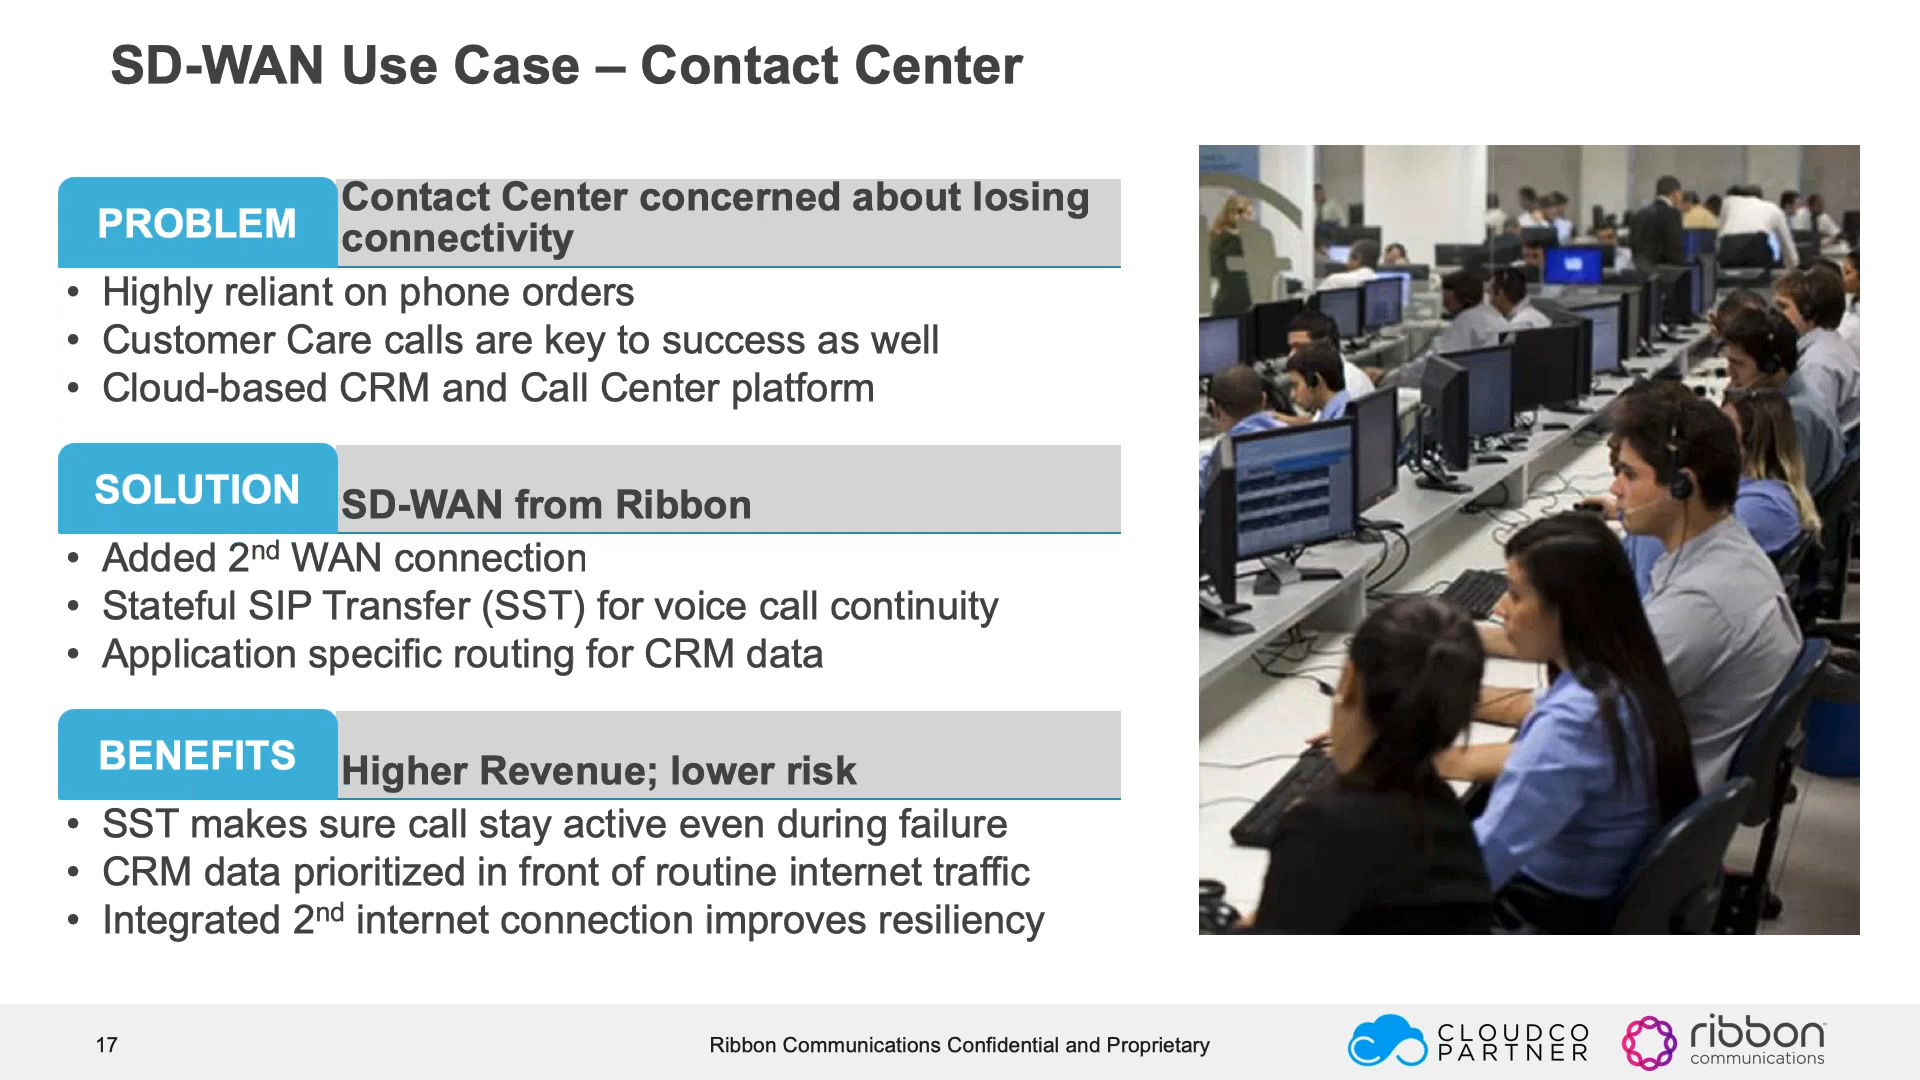 SD-WAN Use Case – Contact Center
PROBLEM
Contact Center concerned about losing
connectivity
• Highly reliant on phone orders
• Customer Care calls are key to success as well
• Cloud-based CRM and Call Center platform
SOLUTION
SD-WAN from Ribbon
• Added 2nd WAN connection
• Stateful SIP Transfer (SST) for voice call continuity
• Application specific routing for CRM data
BENEFITS
Higher Revenue; lower risk
• SST makes sure call stay active even during failure
• CRM data prioritized in front of routine internet traffic
• Integrated 2nd internet connection improves resiliency
17
Ribbon Communications Confidential and Proprietary
CLOUDCO
PARTNER
ribbon
communications